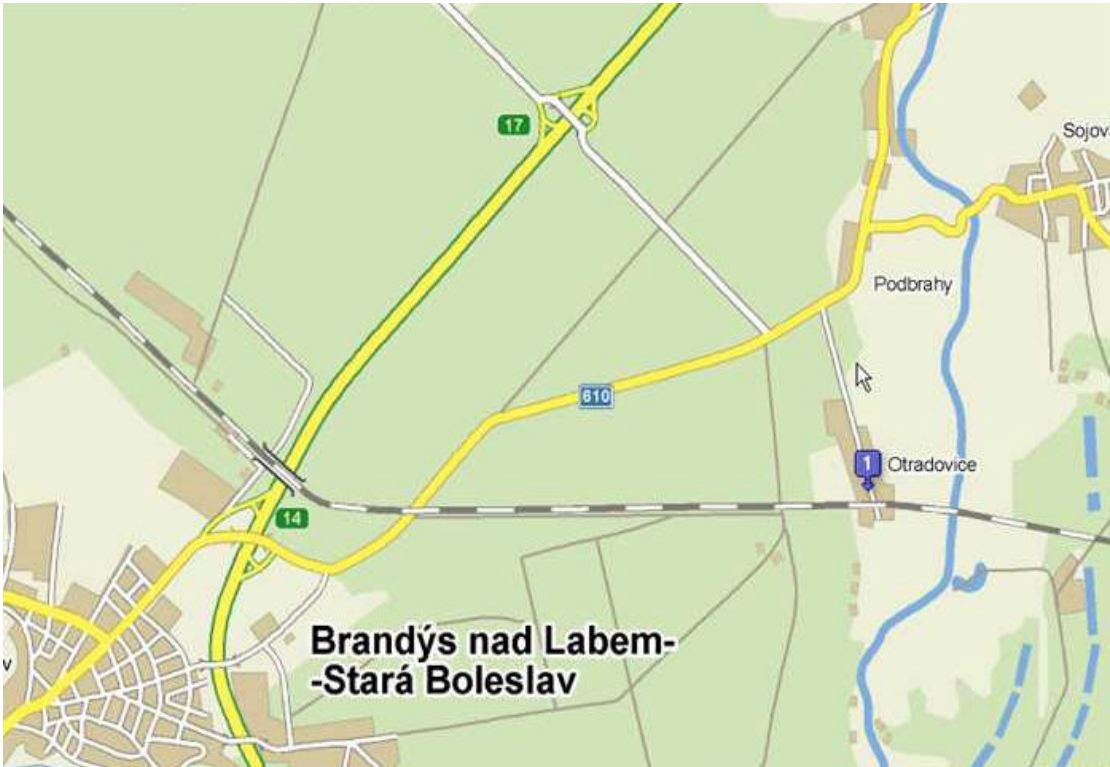 17
Sojov
Podbrahy
610
1
Otradovice
14
Brandýs nad Labem-
-Stará Boleslav
v